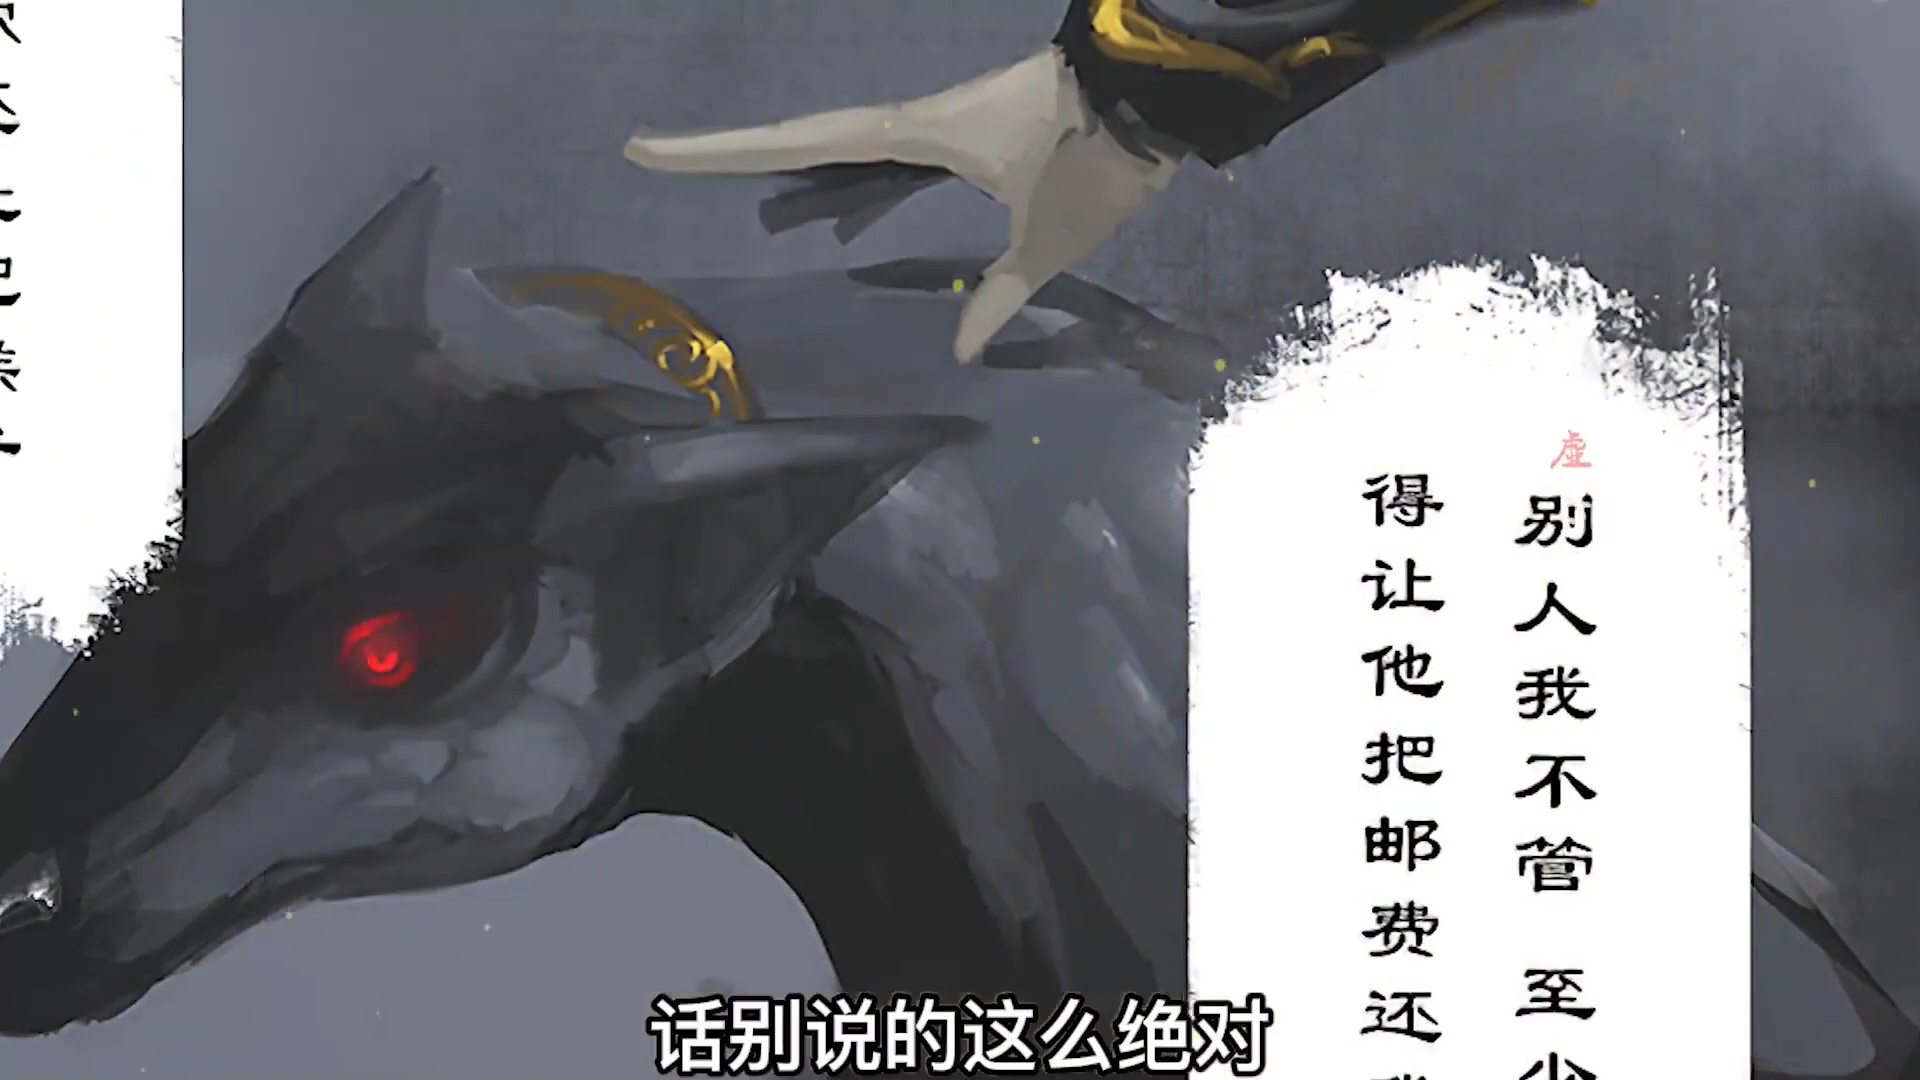 虚
别人我不管 至少
得让他把邮费还
话别说的这么绝对